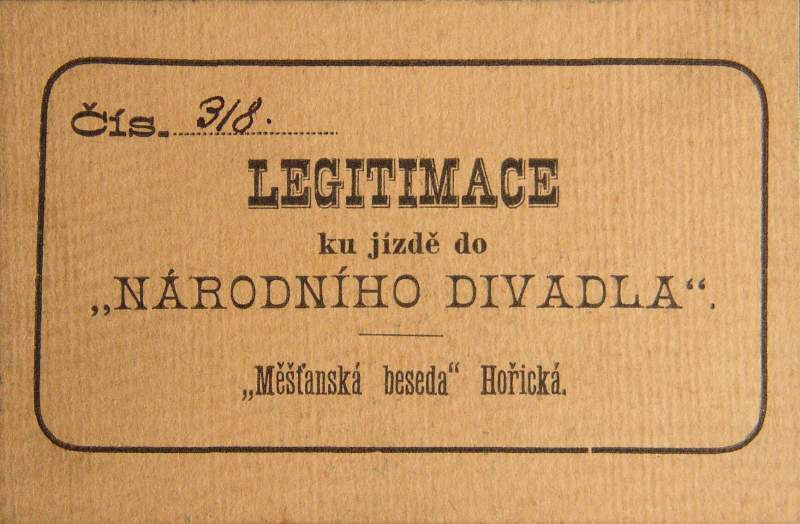 Čís. 318.
LEGITIMACE
ku jízdě do
„NÁRODNÍHO DIVADLA“.
„Měšťanská beseda“ Hořická.